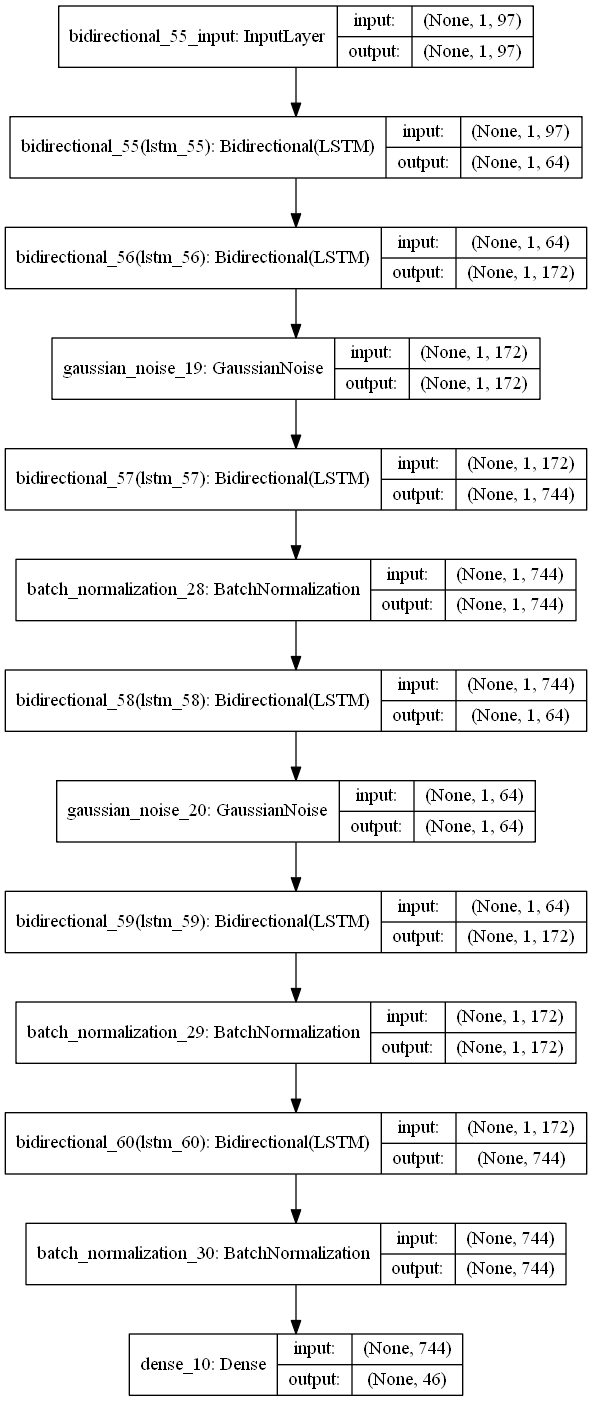 bidirectional_55_input: InputLayer
input: (None, 1, 97)
output: (None, 1, 97)
bidirectional_55(lstm_55): Bidirectional(LSTM)
input: (None, 1, 97)
output: (None, 1, 64)
bidirectional_56(lstm_56): Bidirectional(LSTM)
input: (None, 1, 64)
output: (None, 1, 172)
gaussian_noise_19: GaussianNoise
input: (None, 1, 172)
output: (None, 1, 172)
bidirectional_57(lstm_57): Bidirectional(LSTM)
input: (None, 1, 172)
output: (None, 1, 744)
batch_normalization_28: BatchNormalization
input: (None, 1, 744)
output: (None, 1, 744)
bidirectional_58(lstm_58): Bidirectional(LSTM)
input: (None, 1, 744)
output: (None, 1, 64)
gaussian_noise_20: GaussianNoise
input: (None, 1, 64)
output: (None, 1, 64)
bidirectional_59(lstm_59): Bidirectional(LSTM)
input: (None, 1, 64)
output: (None, 1, 172)
batch_normalization_29: BatchNormalization
input: (None, 1, 172)
output: (None, 1, 172)
bidirectional_60(lstm_60): Bidirectional(LSTM)
input: (None, 1, 172)
output: (None, 744)
batch_normalization_30: BatchNormalization
input: (None, 744)
output: (None, 744)
dense_10: Dense
input: (None, 744)
output: (None, 46)